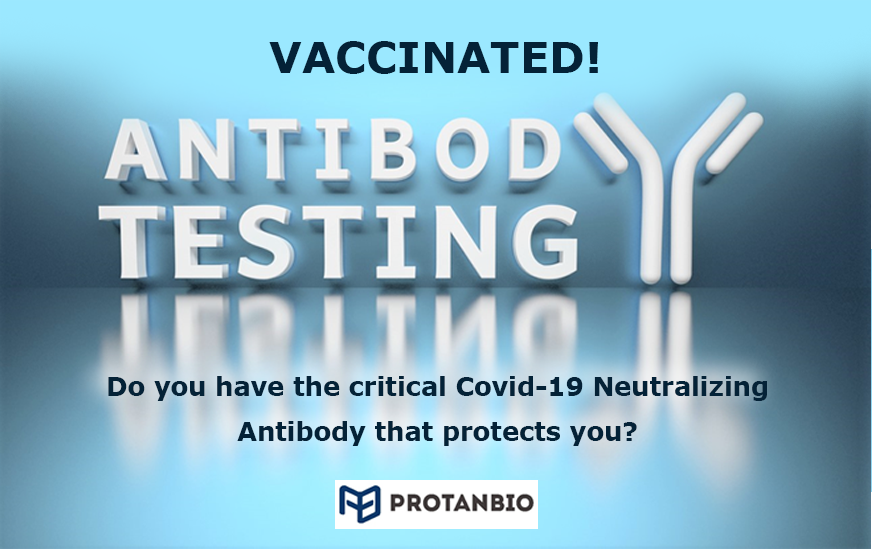 VACCINATED!
ANTIBOD
TESTING
Do you have the critical Covid-19 Neutralizing
Antibody that protects you?
PROTANBIO